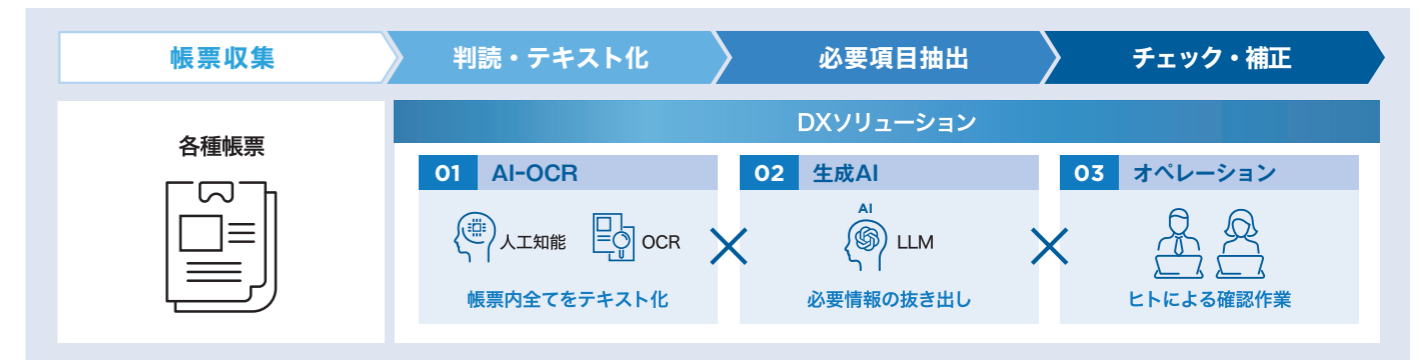 帳票収集
判読・テキスト化
必要項目抽出
チェック・補正
各種帳票
DXソリューション
01 AI-OCR
人工知能
OCR
帳票内全てをテキスト化
02 生成AI
AI
LLM
必要情報の抜き出し
03 オペレーション
ヒトによる確認作業